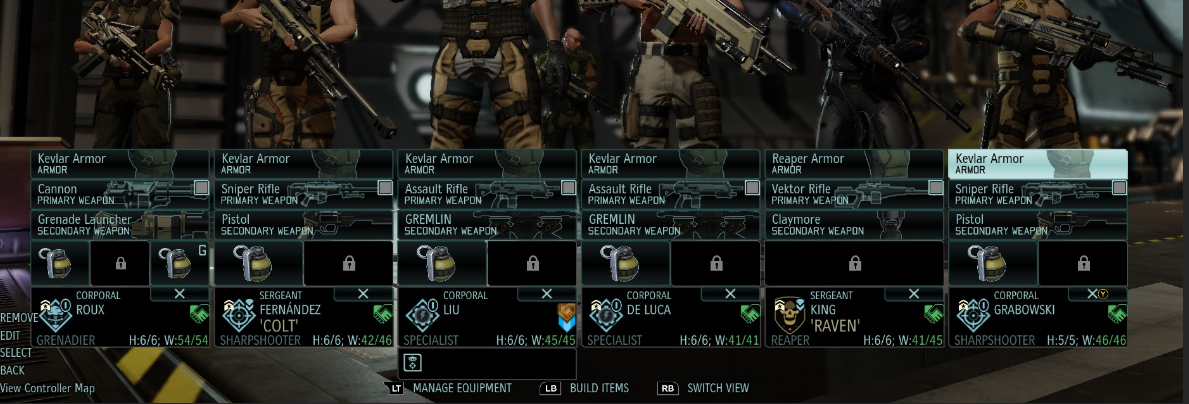 Kevlar Armor
ARMOR
Cannon
PRIMARY WEAPON
Grenade Launcher
SECONDARY WEAPON
G
CORPORAL
ROUX
GRENADIER
H:6/6; W:54/54
Kevlar Armor
ARMOR
Sniper Rifle
PRIMARY WEAPON
Pistol
SECONDARY WEAPON
SERGEANT
FERNÁNDEZ
'COLT'
SHARPSHOOTER
H:6/6; W:42/46
Kevlar Armor
ARMOR
Assault Rifle
PRIMARY WEAPON
GREMLIN
SECONDARY WEAPON
CORPORAL
LIU
SPECIALIST
H:6/6; W:45/45
Kevlar Armor
ARMOR
Assault Rifle
PRIMARY WEAPON
GREMLIN
SECONDARY WEAPON
CORPORAL
DE LUCA
SPECIALIST
H:6/6; W:41/41
Reaper Armor
ARMOR
Vektor Rifle
PRIMARY WEAPON
Claymore
SECONDARY WEAPON
SERGEANT
KING
'RAVEN'
REAPER
H:6/6; W:41/45
Kevlar Armor
ARMOR
Sniper Rifle
PRIMARY WEAPON
Pistol
SECONDARY WEAPON
Y
CORPORAL
GRABOWSKI
SHARPSHOOTER
H:5/5; W:46/46
REMOVE
EDIT
SELECT
BACK
View Controller Map
LT MANAGE EQUIPMENT LB BUILD ITEMS RB SWITCH VIEW